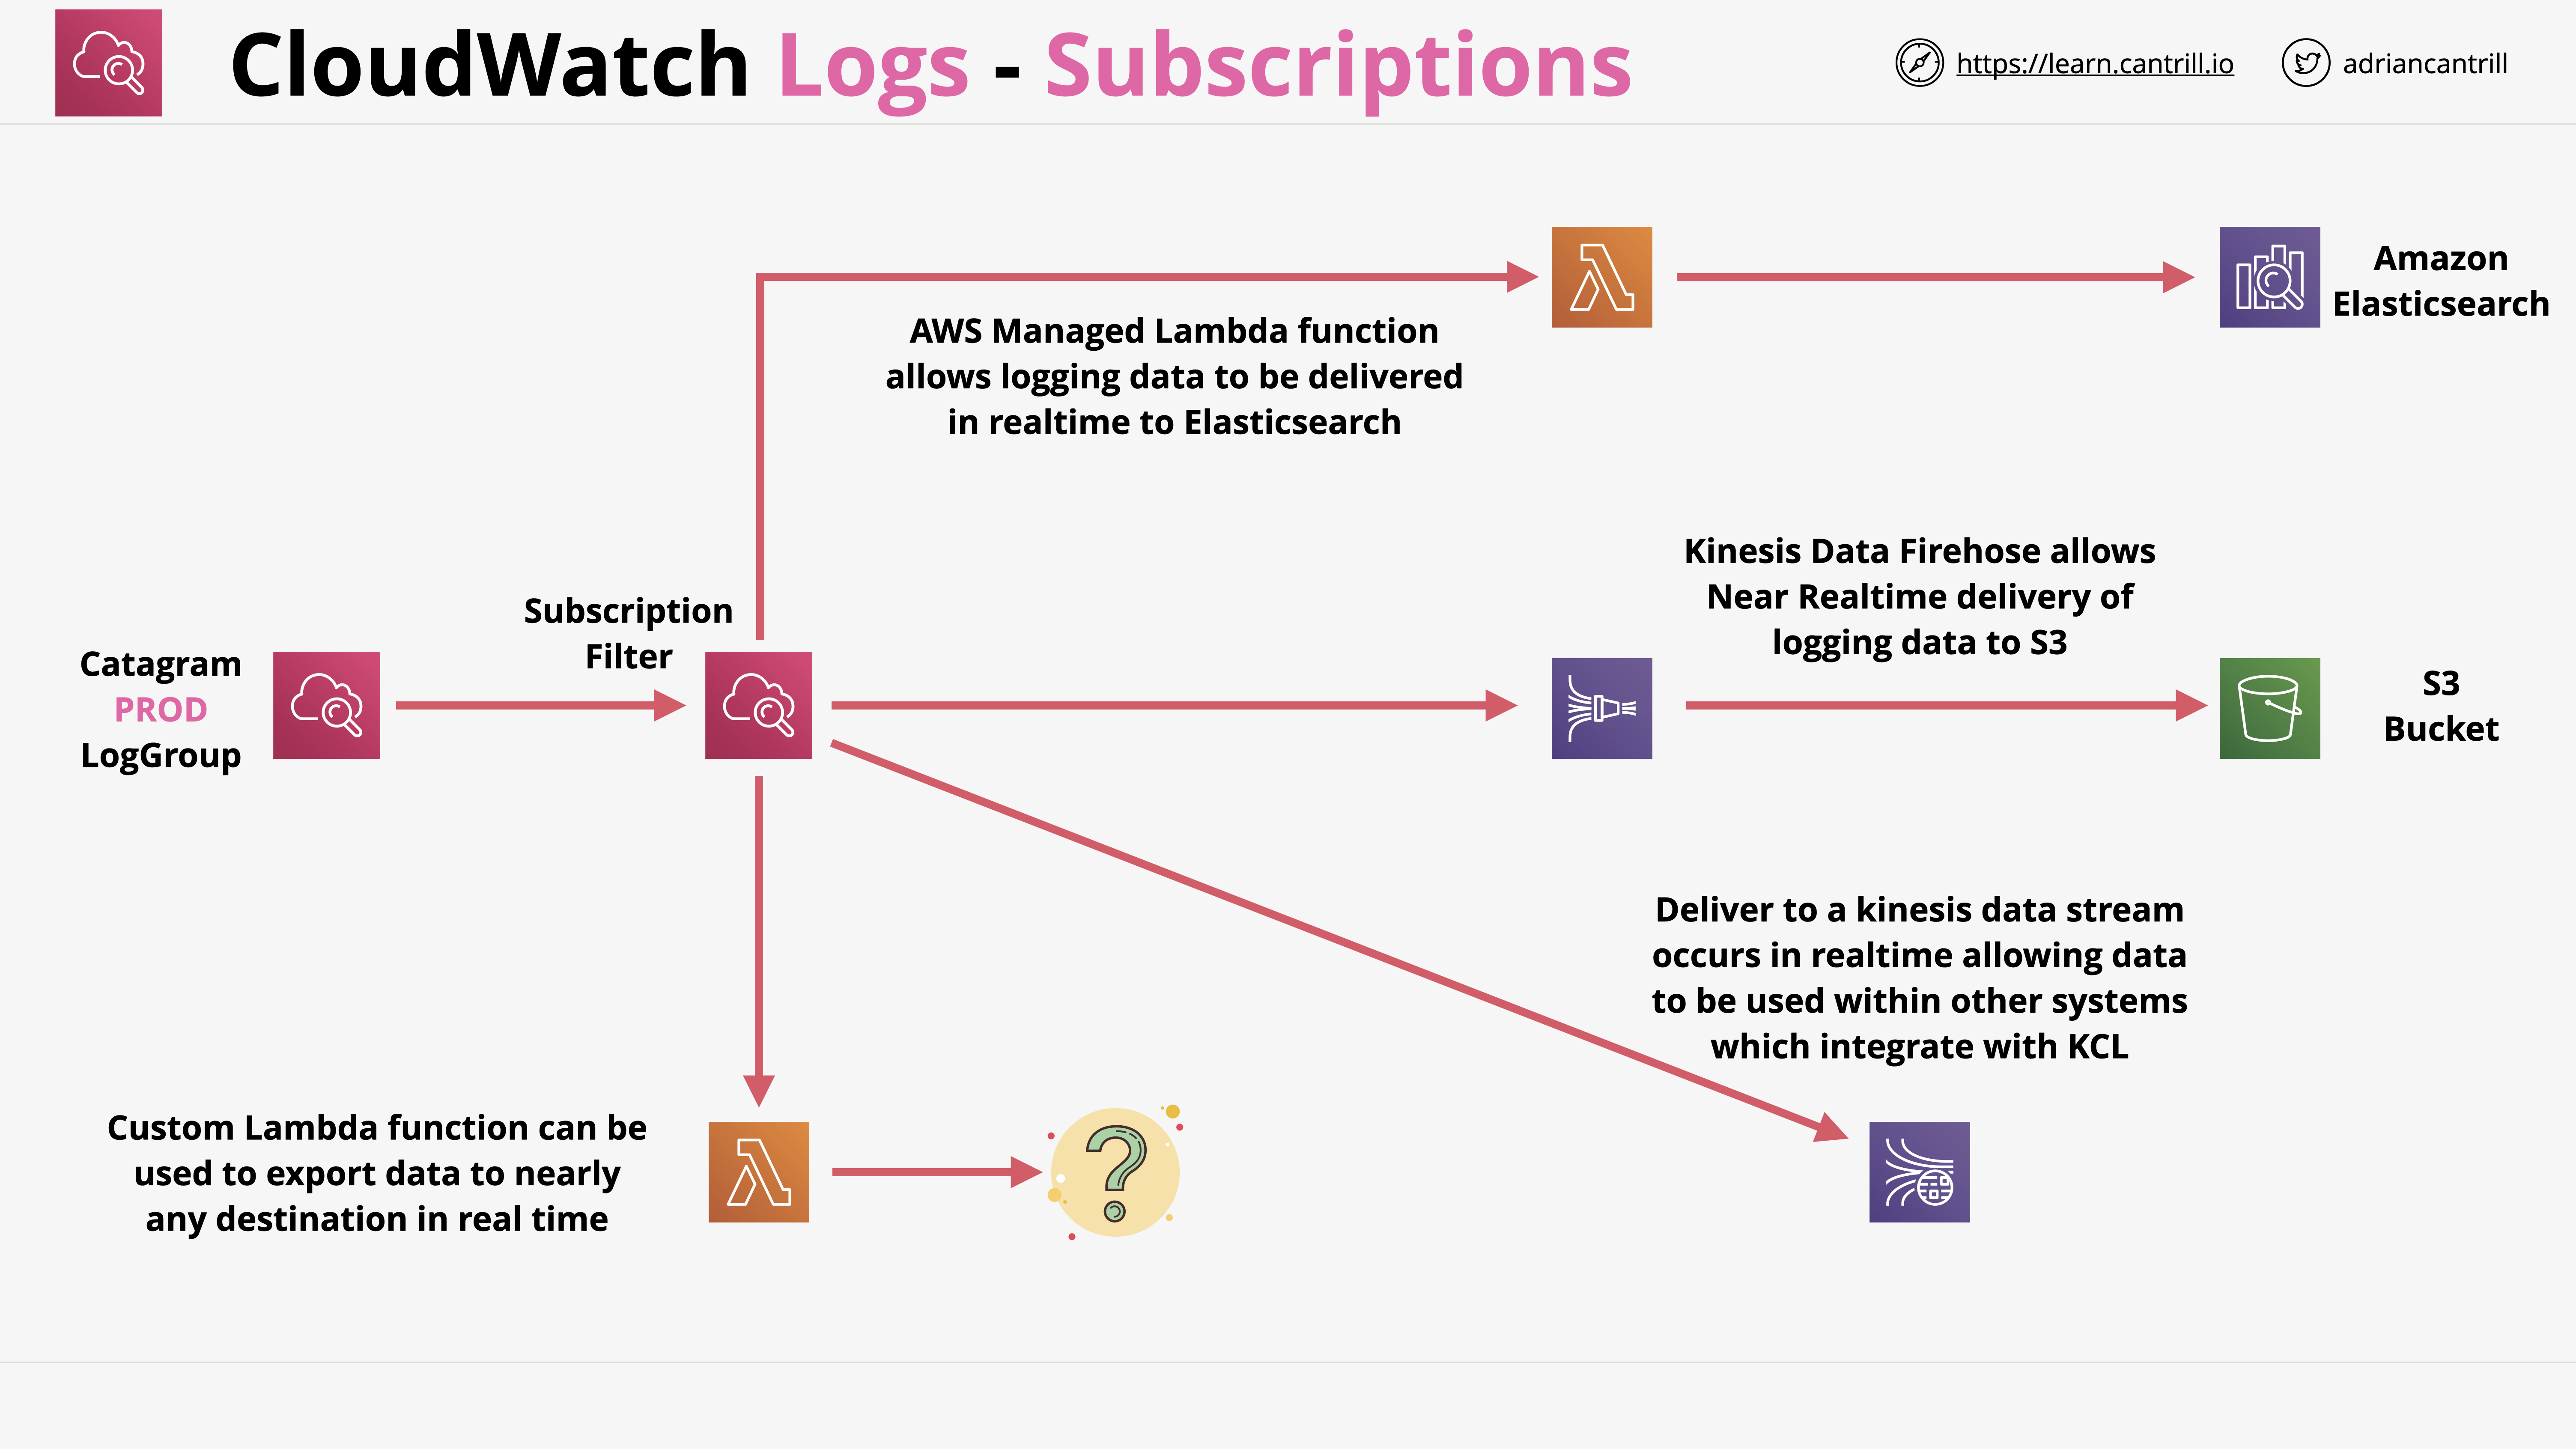 CloudWatch Logs - Subscriptions
https://learn.cantrill.io
adriancantrill
Amazon
Elasticsearch
AWS Managed Lambda function
allows logging data to be delivered
in realtime to Elasticsearch
Kinesis Data Firehose allows
Near Realtime delivery of
logging data to S3
Subscription
Filter
Catagram
PROD
LogGroup
S3
Bucket
Deliver to a kinesis data stream
occurs in realtime allowing data
to be used within other systems
which integrate with KCL
Custom Lambda function can be
used to export data to nearly
any destination in real time
?